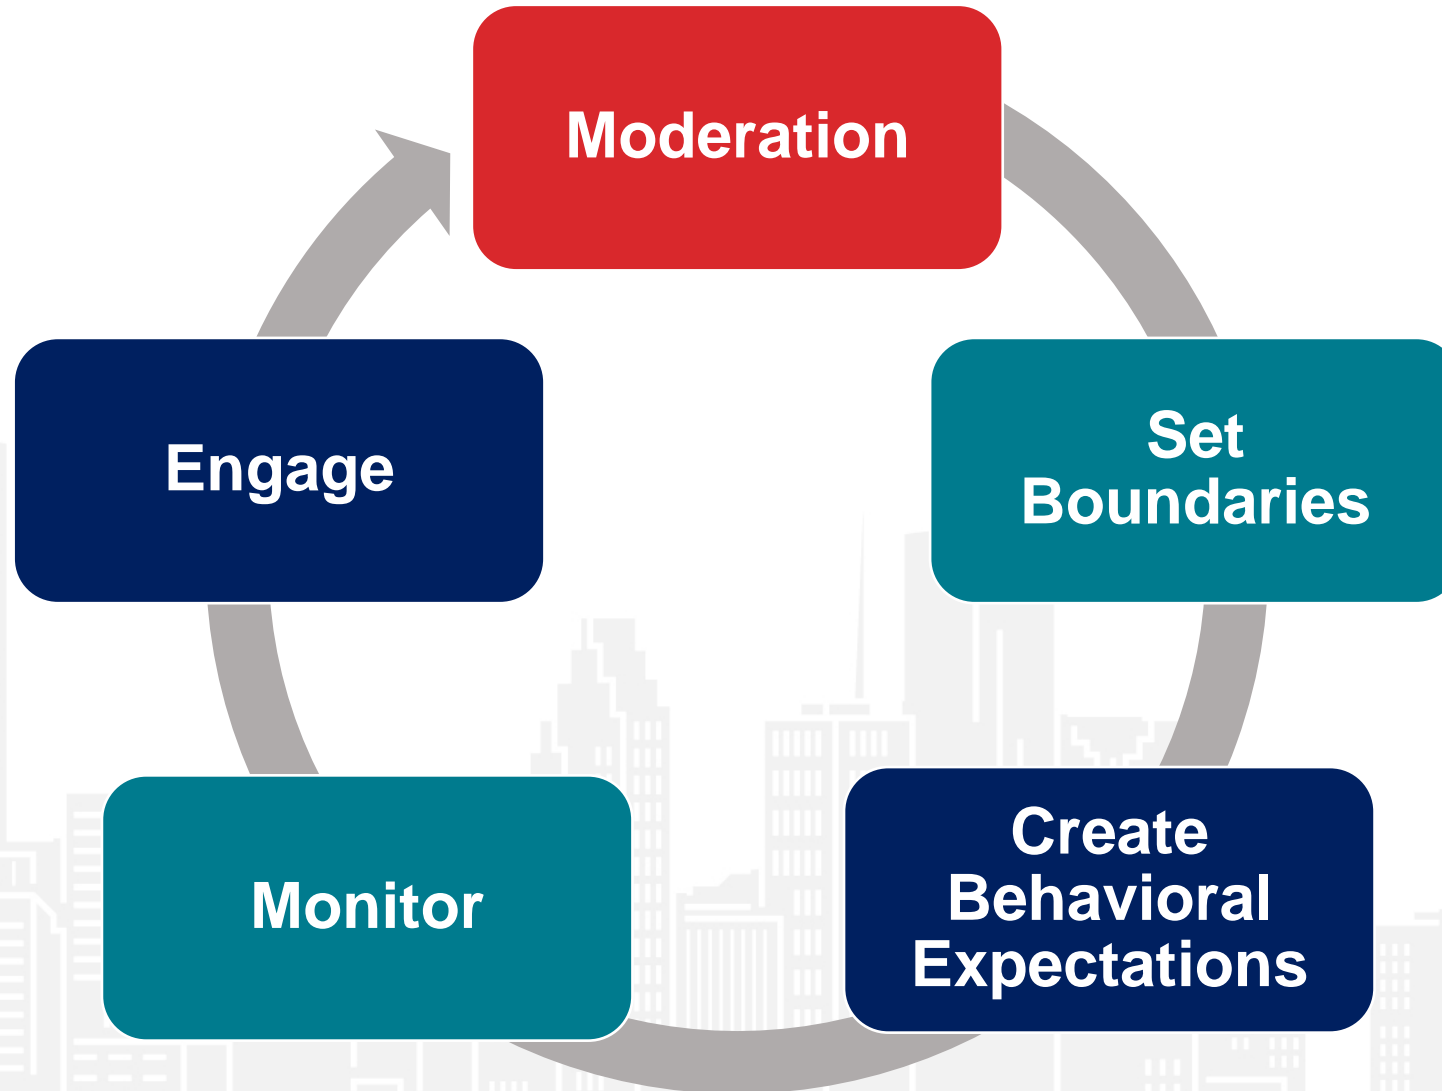 Moderation
Set
Boundaries
Create
Behavioral
Expectations
Monitor
Engage